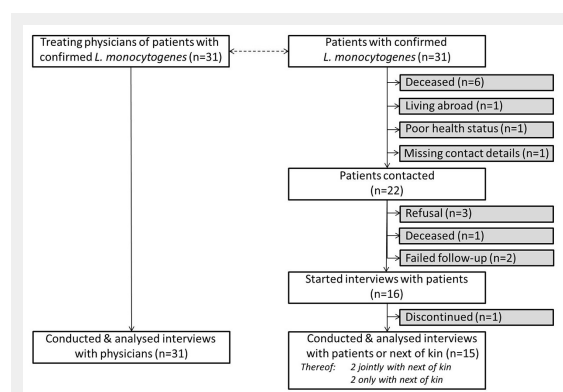 Treating physicians of patients with
confirmed L. monocytogenes (n=31)
Patients with confirmed
L. monocytogenes (n=31)
Deceased (n=6)
Living abroad (n=1)
Poor health status (n=1)
Missing contact details (n=1)
Patients contacted
(n=22)
Refusal (n=3)
Deceased (n=1)
Failed follow-up (n=2)
Started interviews with patients
(n=16)
Discontinued (n=1)
Conducted & analysed interviews
with physicians (n=31)
Conducted & analysed interviews
with patients or next of kin (n=15)
Thereof: 2 jointly with next of kin
2 only with next of kin